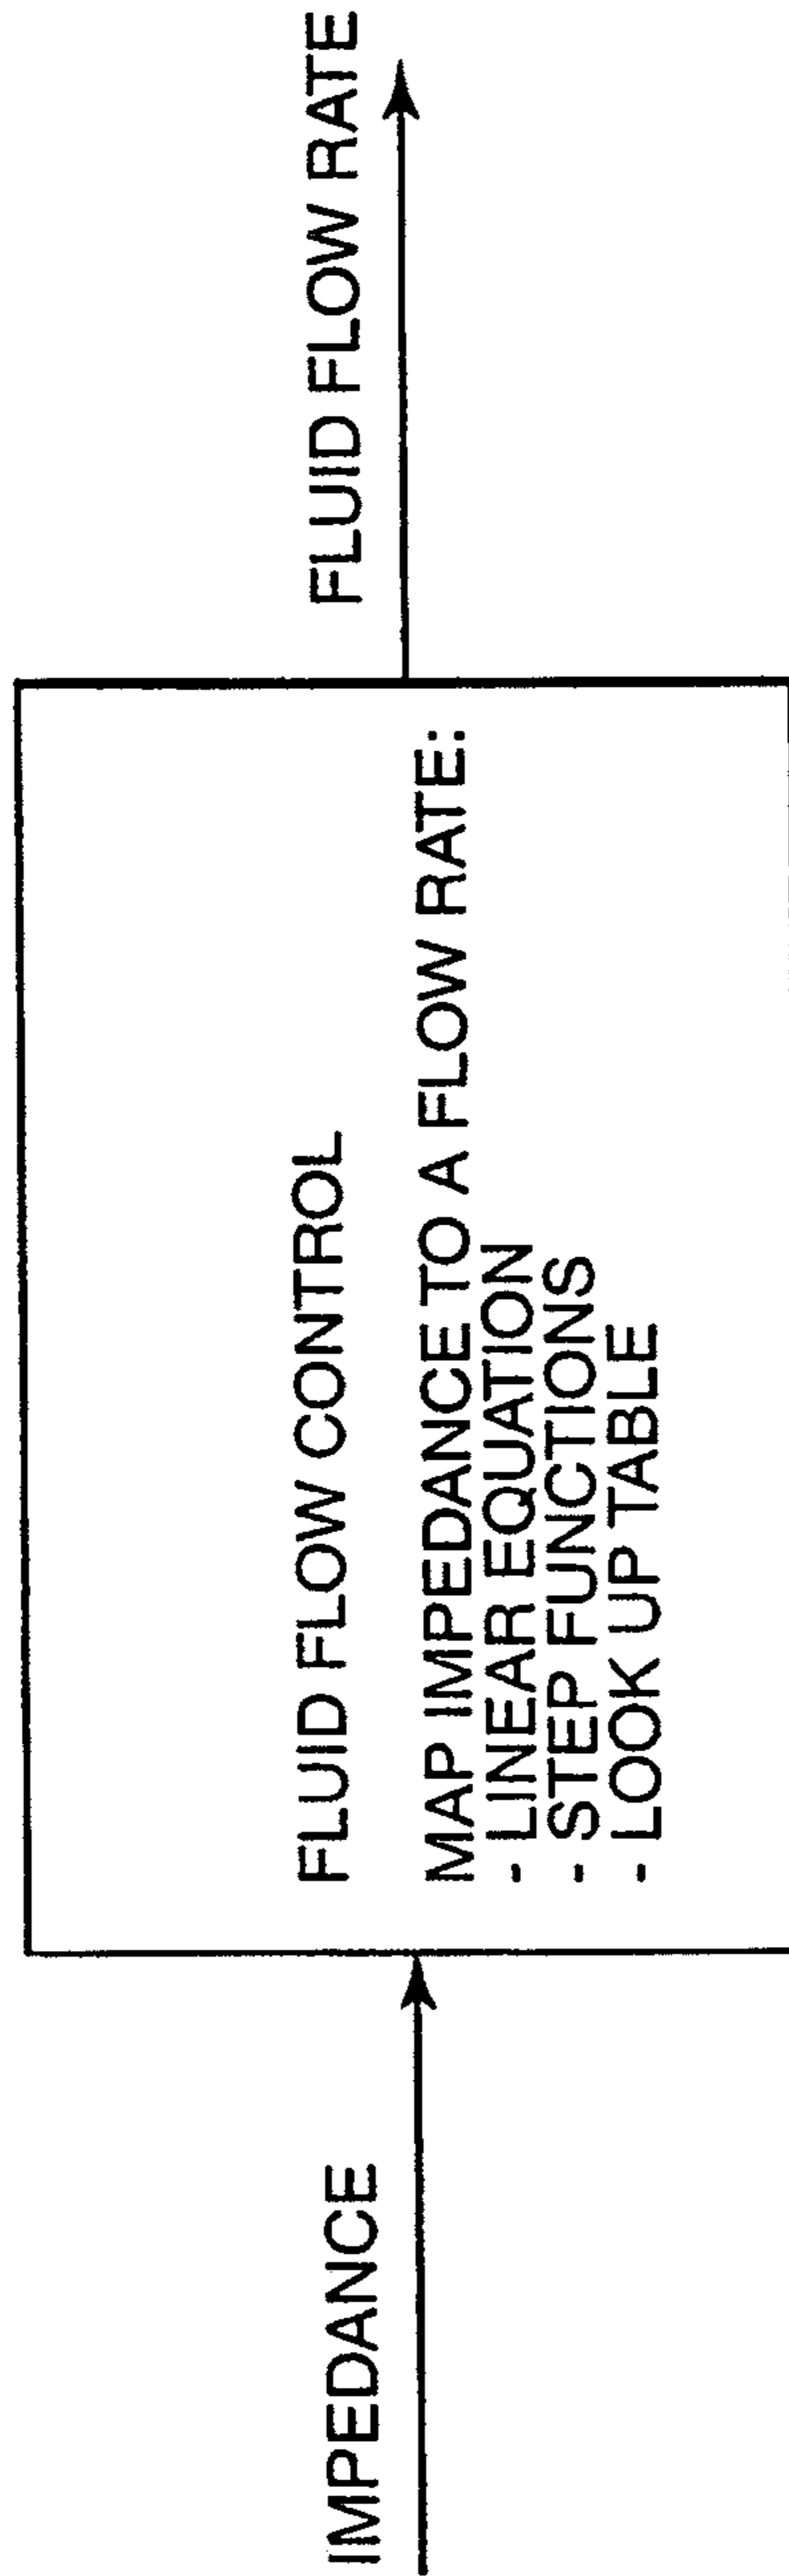 IMPEDANCE
FLUID FLOW CONTROL
MAP IMPEDANCE TO A FLOW RATE:
- LINEAR EQUATION
- STEP FUNCTIONS
- LOOK UP TABLE
FLUID FLOW RATE